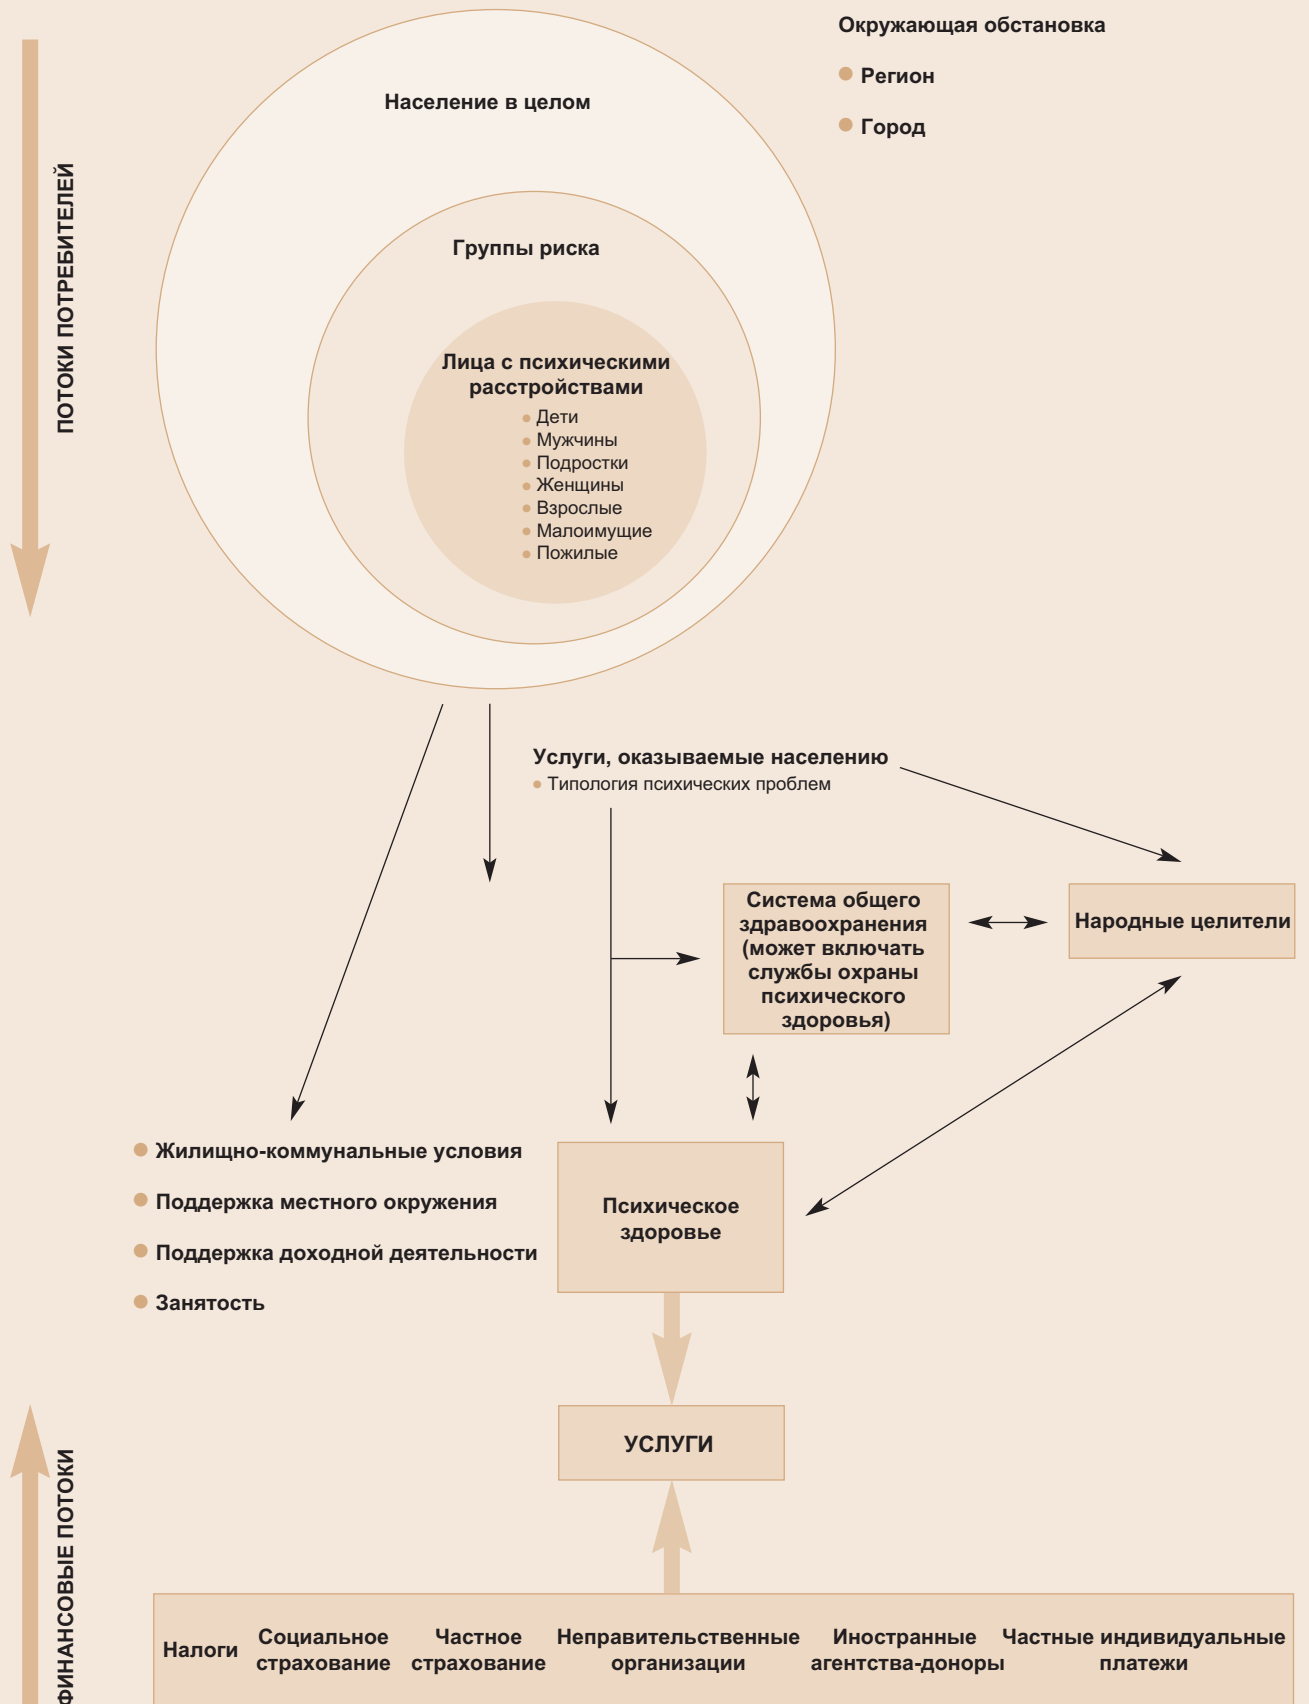 Окружающая обстановка
Регион
Город
ПОТОКИ ПОТРЕБИТЕЛЕЙ
Население в целом
Группы риска
Лица с психическими
расстройствами
Дети
Мужчины
Подростки
Женщины
Взрослые
Малоимущие
Пожилые
Услуги, оказываемые населению
Типология психических проблем
Система общего
здравоохранения
(может включать
службы охраны
психического
здоровья)
Народные целители
Жилищно-коммунальные условия
Поддержка местного окружения
Поддержка доходной деятельности
Занятость
Психическое
здоровье
УСЛУГИ
ФИНАНСОВЫЕ ПОТОКИ
Налоги
Социальное
страхование
Частное
страхование
Неправительственные
организации
Иностранные
агентства-доноры
Частные индивидуальные
платежи